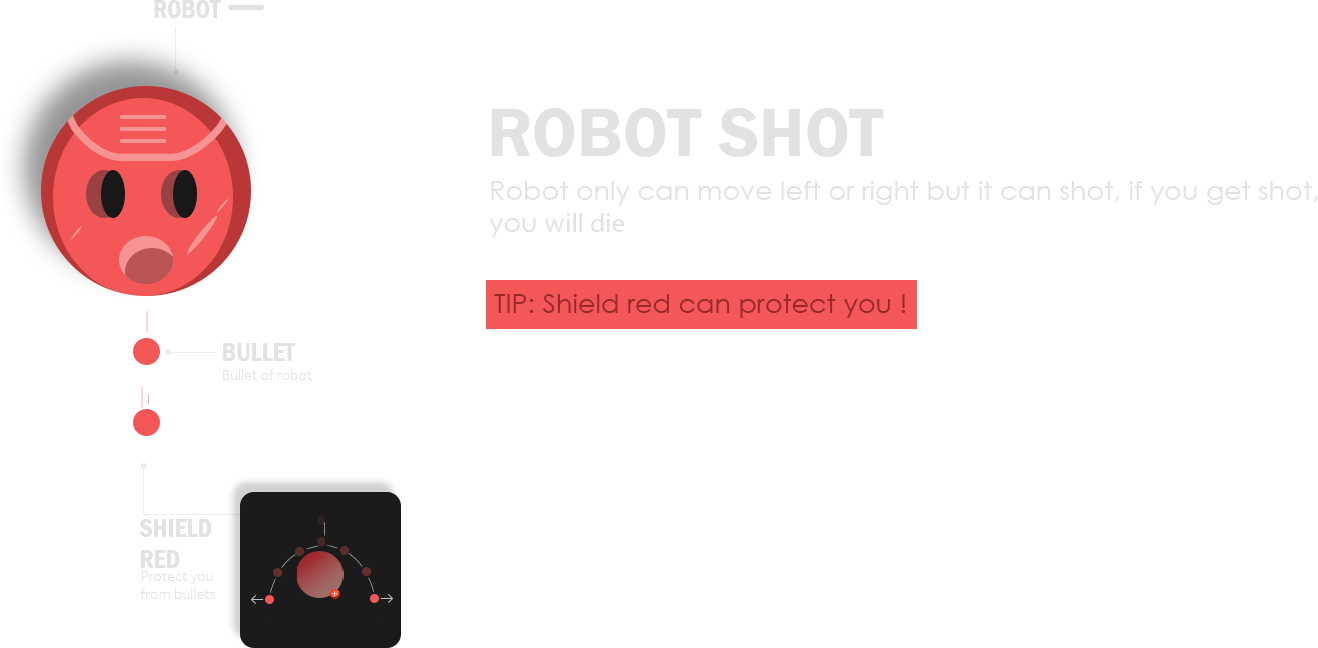 ROBOT
ROBOT SHOT
Robot only can move left or right but it can shot, if you get shot,
you will die
TIP: Shield red can protect you !
BULLET
Bullet of robot
SHIELD
RED
Protect you
from bullets